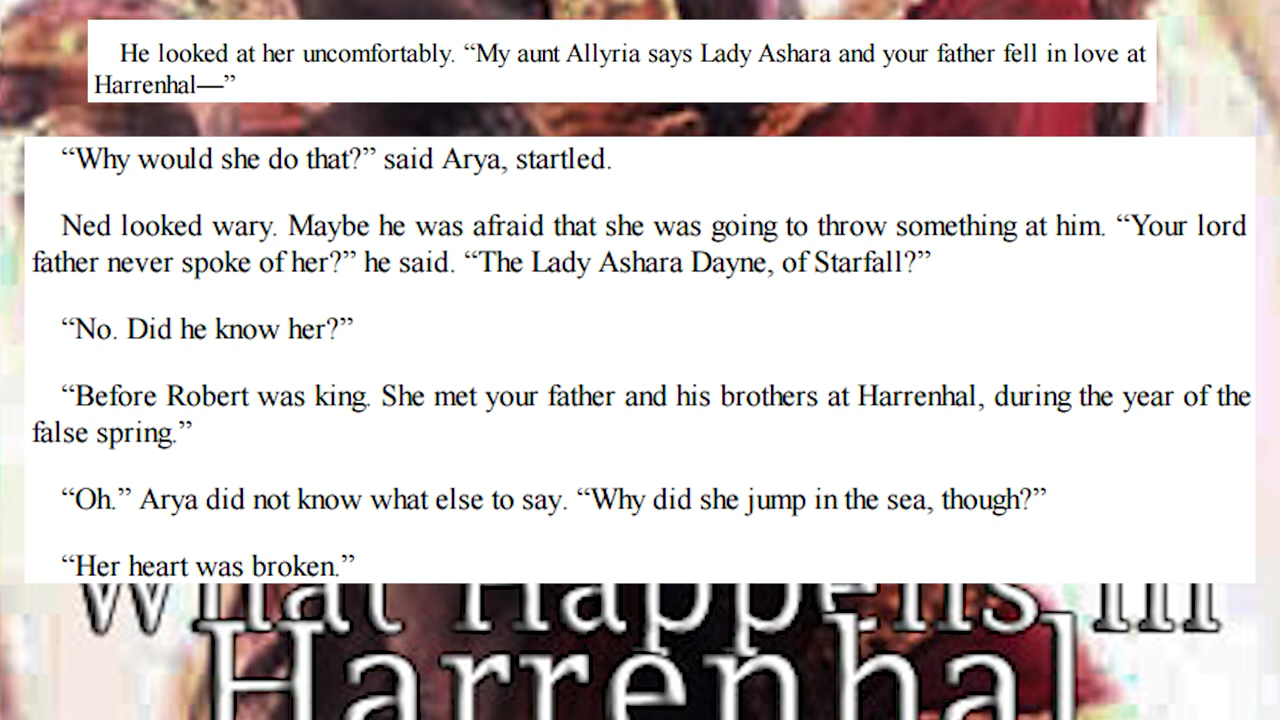 He looked at her uncomfortably. “My aunt Allyria says Lady Ashara and your father fell in love at
Harrenhal—”
“Why would she do that?” said Arya, startled.
Ned looked wary. Maybe he was afraid that she was going to throw something at him. “Your lord
father never spoke of her?” he said. “The Lady Ashara Dayne, of Starfall?”
“No. Did he know her?”
“Before Robert was king. She met your father and his brothers at Harrenhal, during the year of the
false spring.”
“Oh.” Arya did not know what else to say. “Why did she jump in the sea, though?”
“Her heart was broken.”
What Happens in
Harrenhal